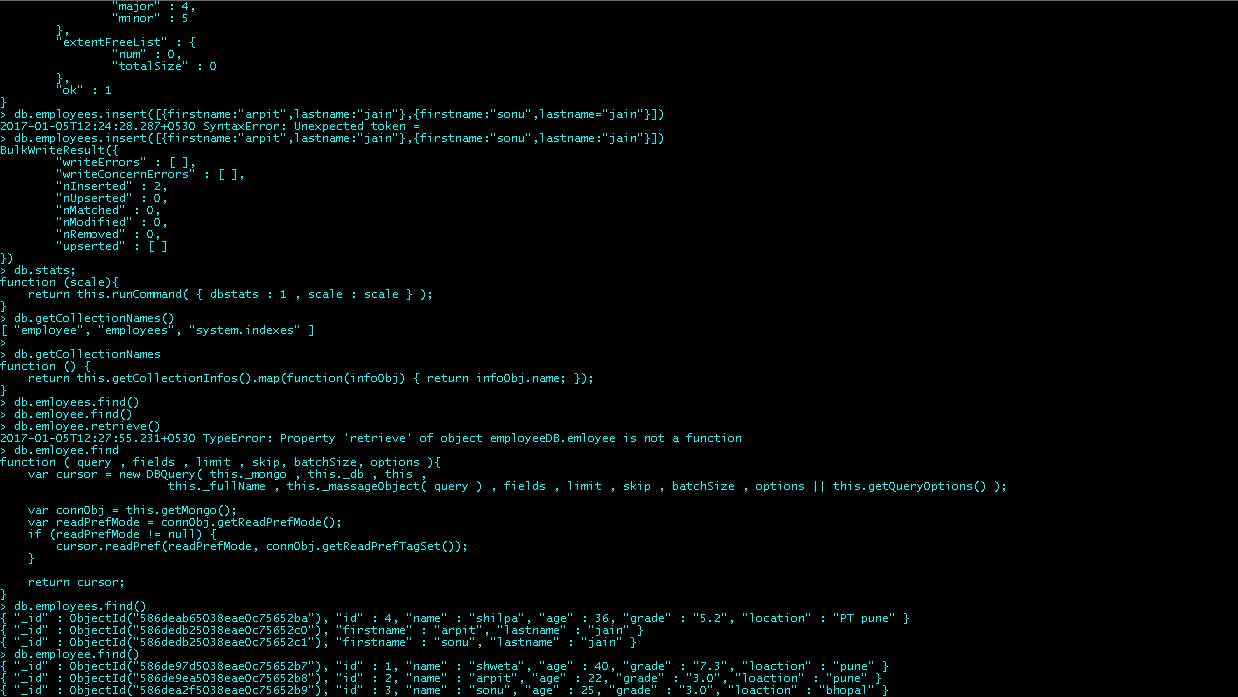 "major" : 4,
"minor" : 5
},
"extentFreeList" : {
"num" : 0,
"totalSize" : 0
},
"ok" : 1
}
> db.employees.insert([{firstname:"arpit",lastname:"jain"},{firstname:"sonu",lastname="jain"}])
2017-01-05T12:24:28.287+0530 SyntaxError: Unexpected token =
> db.employees.insert([{firstname:"arpit",lastname:"jain"},{firstname:"sonu",lastname:"jain"}])
BulkWriteResult({
"writeErrors" : [ ],
"writeConcernErrors" : [ ],
"nInserted" : 2,
"nUpserted" : 0,
"nMatched" : 0,
"nModified" : 0,
"nRemoved" : 0,
"upserted" : [ ]
})
> db.stats;
function (scale){
return this.runCommand( { dbstats : 1 , scale : scale } );
}
> db.getCollectionNames()
[ "employee", "employees", "system.indexes" ]
>
> db.getCollectionNames
function () {
return this.getCollectionInfos().map(function(infoObj) { return infoObj.name; });
}
> db.emloyees.find()
> db.emloyee.find()
> db.emloyee.retrieve()
2017-01-05T12:27:55.231+0530 TypeError: Property 'retrieve' of object employeeDB.emloyee is not a function
> db.emloyee.find
function ( query , fields , limit , skip, batchSize, options ){
var cursor = new DBQuery( this._mongo , this._db , this ,
this._fullName , this._massageObject( query ) , fields , limit , skip , batchSize , options || this.getQueryOptions() );
var connObj = this.getMongo();
var readPrefMode = connObj.getReadPrefMode();
if (readPrefMode != null) {
cursor.readPref(readPrefMode, connObj.getReadPrefTagSet());
}
return cursor;
}
> db.employees.find()
{ "_id" : ObjectId("586deab65038eae0c75652ba"), "id" : 4, "name" : "shilpa", "age" : 36, "grade" : "5.2", "location" : "PT pune" }
{ "_id" : ObjectId("586dedb25038eae0c75652c0"), "firstname" : "arpit", "lastname" : "jain" }
{ "_id" : ObjectId("586dedb25038eae0c75652c1"), "firstname" : "sonu", "lastname" : "jain" }
> db.employee.find()
{ "_id" : ObjectId("586de97d5038eae0c75652b7"), "id" : 1, "name" : "shweta", "age" : 40, "grade" : "7.3", "loaction" : "pune" }
{ "_id" : ObjectId("586de9ea5038eae0c75652b8"), "id" : 2, "name" : "arpit", "age" : 22, "grade" : "3.0", "loaction" : "pune" }
{ "_id" : ObjectId("586dea2f5038eae0c75652b9"), "id" : 3, "name" : "sonu", "age" : 25, "grade" : "3.0", "loaction" : "bhopal" }